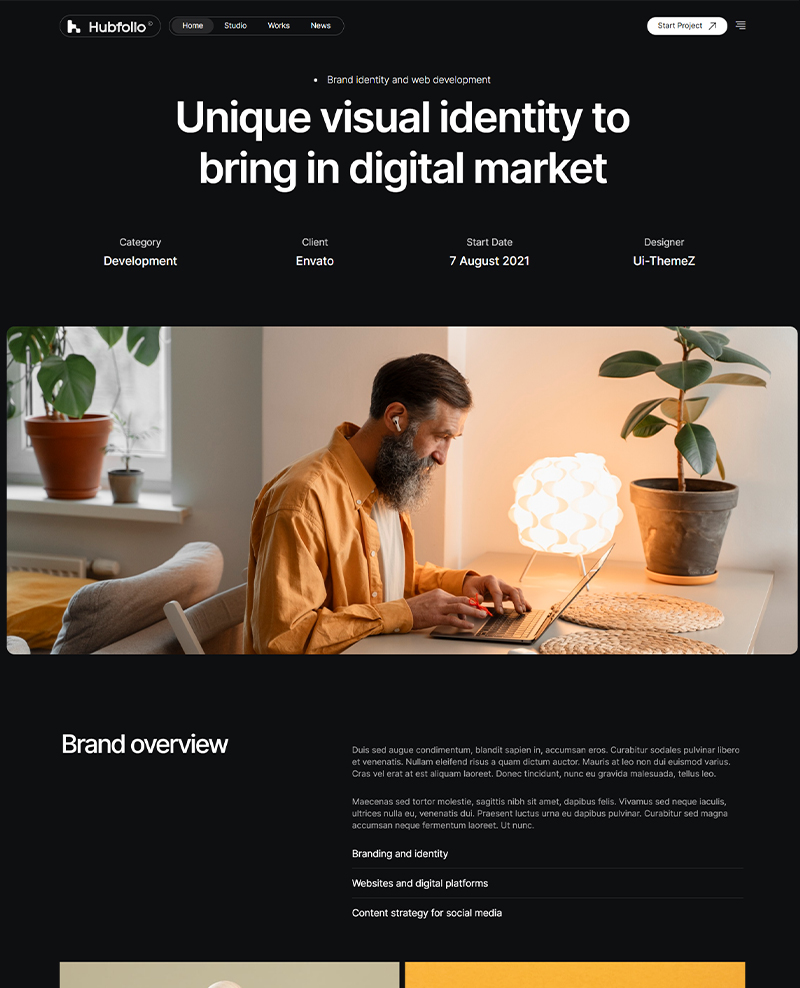 Hubfolio©
Home Studio Works News
Start Project
• Brand identity and web development
Unique visual identity to
bring in digital market
Category
Development
Client
Envato
Start Date
7 August 2021
Designer
Ui-ThemeZ
Brand overview
Duis sed augue condimentum, blandit sapien in, accumsan eros. Curabitur sodales pulvinar libero
et venenatis. Nullam eleifend risus a quam dictum auctor. Mauris at leo non dui euismod varius.
Cras vel erat at est aliquam laoreet. Donec tincidunt, nunc eu gravida malesuada, tellus leo.
Maecenas sed tortor molestie, sagittis nibh sit amet, dapibus felis. Vivamus sed neque iaculis,
ultrices nulla eu, venenatis dui. Praesent luctus urna eu dapibus pulvinar. Curabitur sed magna
accumsan neque fermentum laoreet. Ut nunc.
Branding and identity
Websites and digital platforms
Content strategy for social media